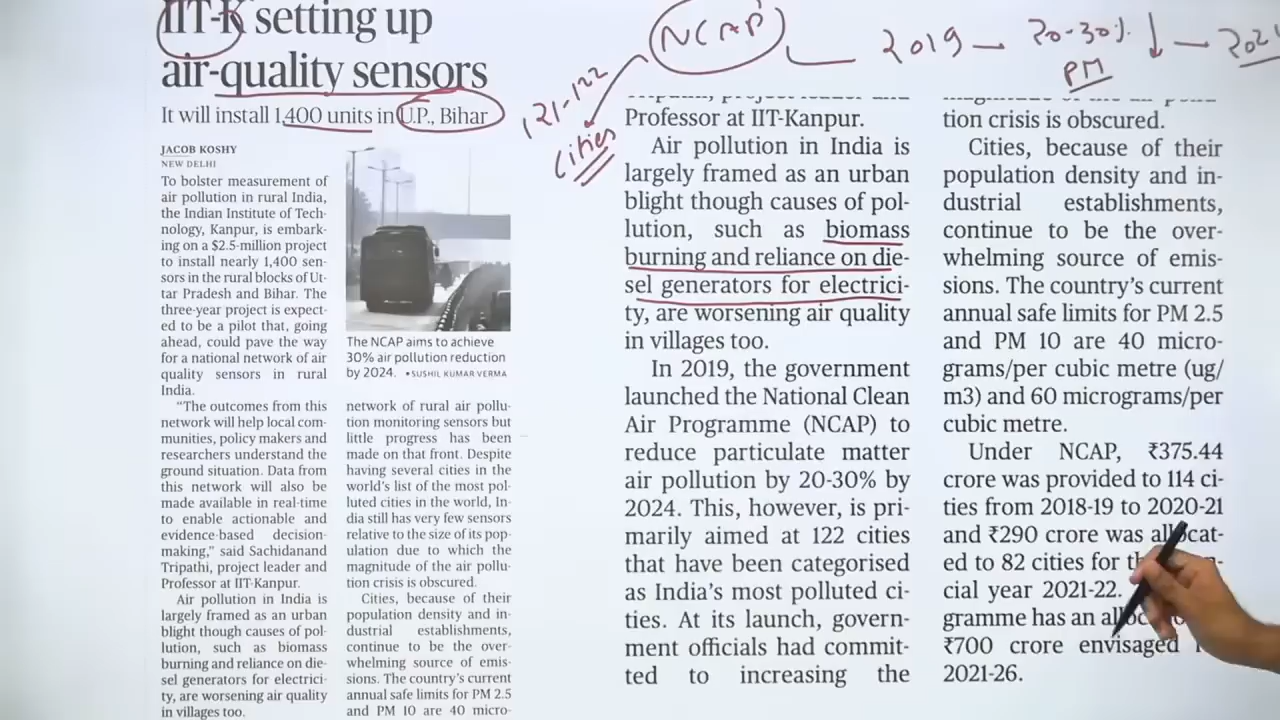 IIT-K setting up
air-quality sensors
It will install 1,400 units in U.P., Bihar
JACOB KOSHY
NEW DELHI
To bolster measurement of
air pollution in rural India,
the Indian Institute of Tech-
nology, Kanpur, is embark-
ing on a $2.5-million project
to install nearly 1,400 sen-
sors in the rural blocks of Ut-
tar Pradesh and Bihar. The
three-year project is expect-
ed to be a pilot that, going
ahead, could pave the way
for a national network of air
quality sensors in rural
India.
“The outcomes from this
network will help local com-
munities, policy makers and
researchers understand the
ground situation. Data from
this network will also be
made available in real-time
to enable actionable and
evidence-based decision-
making,” said Sachidanand
Tripathi, project leader and
Professor at IIT-Kanpur.
Air pollution in India is
largely framed as an urban
blight though causes of pol-
lution, such as biomass
burning and reliance on die-
sel generators for electrici-
ty, are worsening air quality
in villages too.
The NCAP aims to achieve
30% air pollution reduction
by 2024. •SUSHIL KUMAR VERMA
network of rural air pollu-
tion monitoring sensors but
little progress has been
made on that front. Despite
having several cities in the
world's list of the most pol-
luted cities in the world, In-
dia still has very few sensors
relative to the size of its pop-
ulation due to which the
magnitude of the air pollu-
tion crisis is obscured.
Cities, because of their
population density and in-
dustrial establishments,
continue to be the over-
whelming source of emis-
sions. The country's current
annual safe limits for PM 2.5
and PM 10 are 40 micro-
NCAP 2019 20-30% PM
121-122
cities
Professor at IIT-Kanpur.
Air pollution in India is
largely framed as an urban
blight though causes of pol-
lution, such as biomass
burning and reliance on die-
sel generators for electrici-
ty, are worsening air quality
in villages too.
In 2019, the government
launched the National Clean
Air Programme (NCAP) to
reduce particulate matter
air pollution by 20-30% by
2024. This, however, is pri-
marily aimed at 122 cities
that have been categorised
as India's most polluted ci-
ties. At its launch, govern-
ment officials had commit-
ted to increasing the
tion crisis is obscured.
Cities, because of their
population density and in-
dustrial establishments,
continue to be the over-
whelming source of emis-
sions. The country's current
annual safe limits for PM 2.5
and PM 10 are 40 micro-
grams/per cubic metre (ug/
m3) and 60 micrograms/per
cubic metre.
Under NCAP, ₹375.44
crore was provided to 114 ci-
ties from 2018-19 to 2020-21
and ₹290 crore was allocat-
ed to 82 cities for
cial year 2021-22.
gramme has an
₹700 crore envisaged
2021-26.